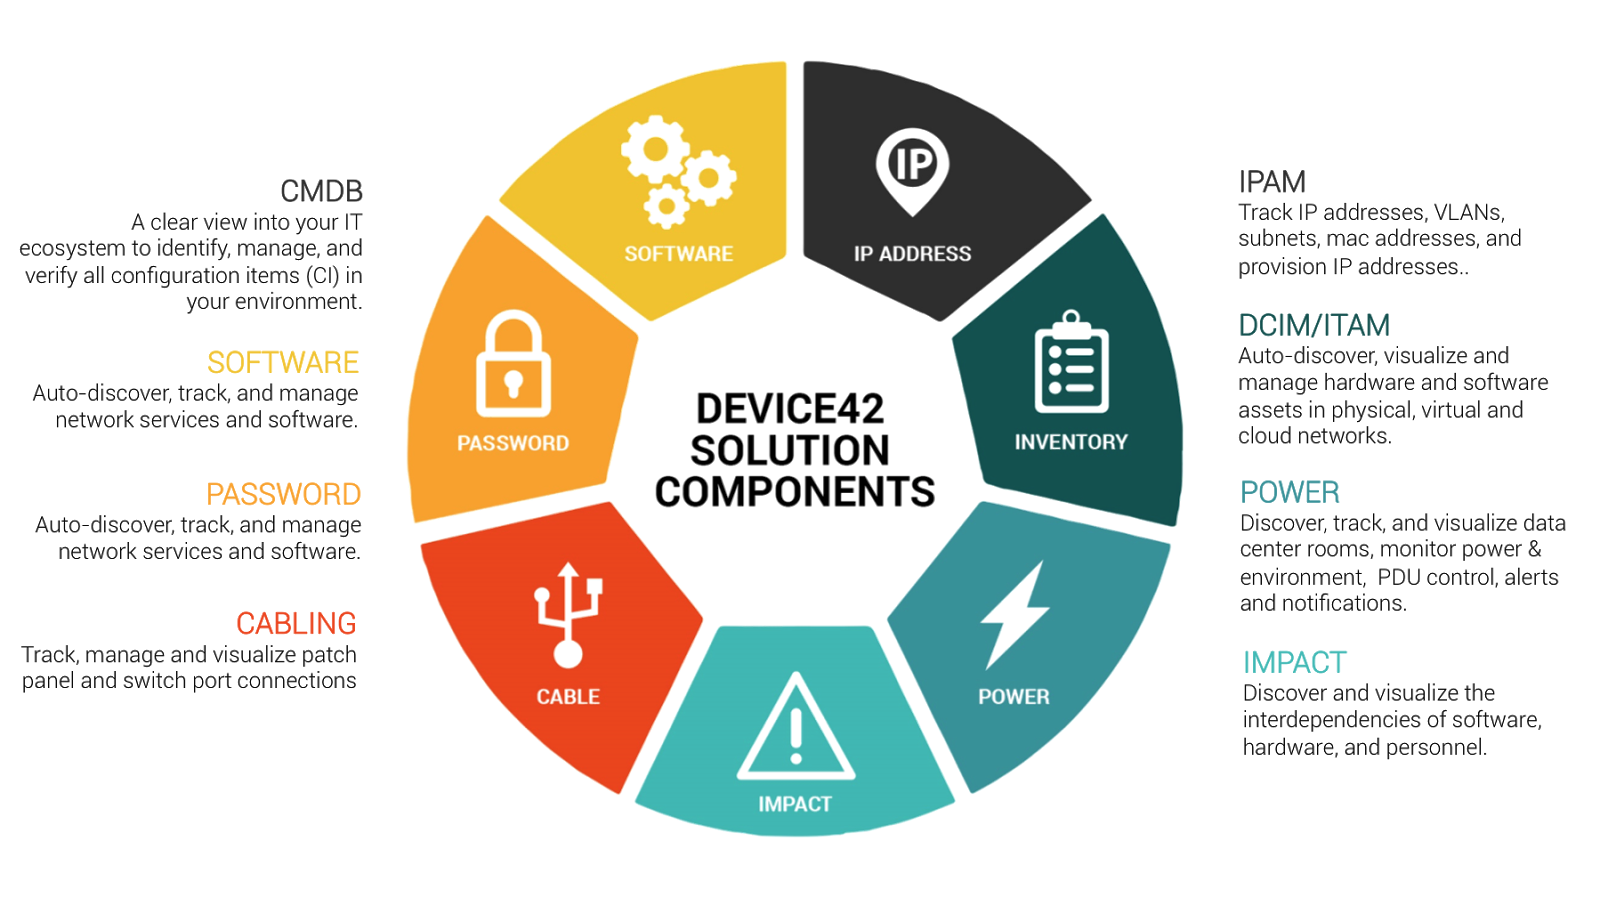 CMDB
A clear view into your IT
ecosystem to identify, manage, and
verify all configuration items (CI) in
your environment.
SOFTWARE
Auto-discover, track, and manage
network services and software.
PASSWORD
Auto-discover, track, and manage
network services and software.
CABLING
Track, manage and visualize patch
panel and switch port connections
SOFTWARE
IP ADDRESS
PASSWORD
INVENTORY
CABLE
POWER
IMPACT
IP
DEVICE42
SOLUTION
COMPONENTS
IPAM
Track IP addresses, VLANs,
subnets, mac addresses, and
provision IP addresses..
DCIM/ITAM
Auto-discover, visualize and
manage hardware and software
assets in physical, virtual and
cloud networks.
POWER
Discover, track, and visualize data
center rooms, monitor power &
environment, PDU control, alerts
and notifications.
IMPACT
Discover and visualize the
interdependencies of software,
hardware, and personnel.